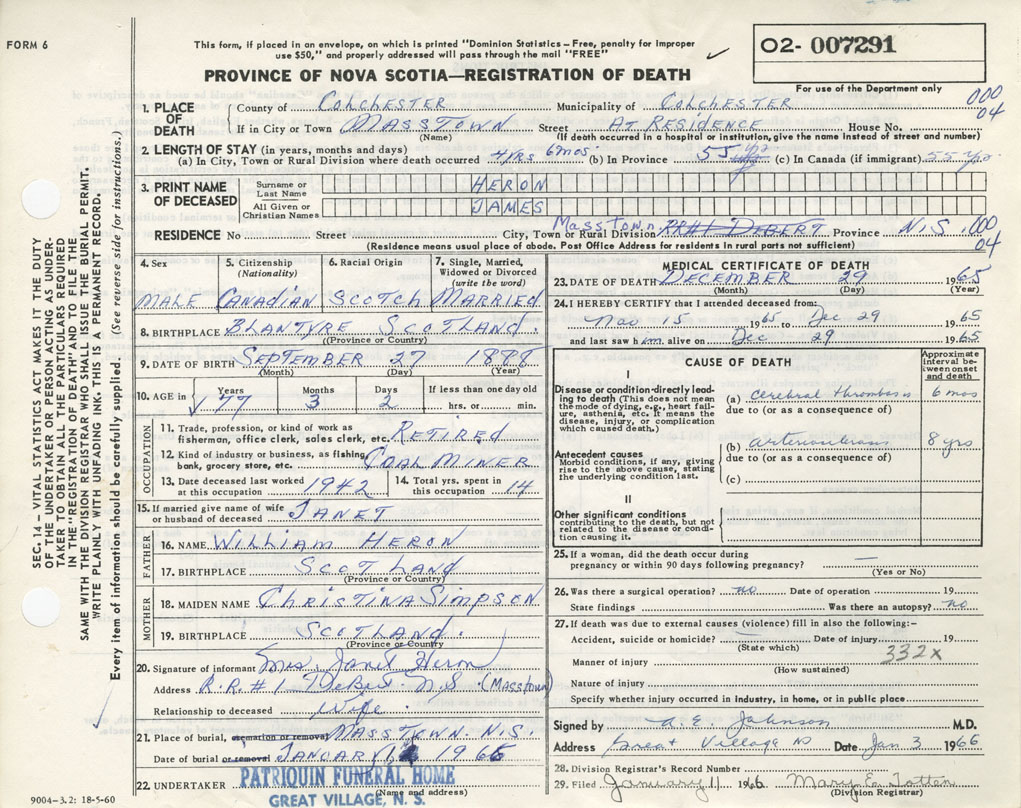 FORM 6
This form, if placed in an envelope, on which is printed "Dominion Statistics – Free, penalty for improper
use $50," and properly addressed will pass through the mail "FREE"
PROVINCE OF NOVA SCOTIA—REGISTRATION OF DEATH
02- 007291
For use of the Department only
000
04
1. PLACE OF DEATH
County of COLCHESTER Municipality of COLCHESTER
If in City or Town MASSTOWN Street AT RESIDENCE House No.
(Name) (If death occurred in a hospital or institution, give the name instead of street and number)
2. LENGTH OF STAY (in years, months and days)
(a) In City, Town or Rural Division where death occurred 4 yrs 6 mos (b) In Province 55 yrs (c) In Canada (if immigrant) 55 yrs.
3. PRINT NAME OF DECEASED
Surname or Last Name HERON
All Given or Christian Names JAMES
RESIDENCE No Street City, Town or Rural Division Masstown RR#1 DEBERT Province N.S. 000
04
(Residence means usual place of abode. Post Office Address for residents in rural parts not sufficient)
4. Sex 5. Citizenship (Nationality) 6. Racial Origin 7. Single, Married, Widowed or Divorced (write the word)
MALE CANADIAN SCOTCH MARRIED
8. BIRTHPLACE BLANTYRE SCOTLAND.
(Province or Country)
9. DATE OF BIRTH SEPTEMBER 27 1888
(Month) (Day) (Year)
10. AGE in Years Months Days If less than one day old
77 3 2 hrs. or min.
OCCUPATION
11. Trade, profession, or kind of work as
fisherman, office clerk, sales clerk, etc. RETIRED
12. Kind of industry or business, as fishing,
bank, grocery store, etc. COAL MINER
13. Date deceased last worked
at this occupation 1942
14. Total yrs. spent in
this occupation 14
15. If married give name of wife
or husband of deceased JANET
FATHER
16. NAME WILLIAM HERON
17. BIRTHPLACE SCOTLAND
(Province or Country)
MOTHER
18. MAIDEN NAME CHRISTINA SIMPSEN
19. BIRTHPLACE SCOTLAND.
(Province or Country)
20. Signature of informant Mrs. Janet Heron
Address R.R.#1 DeBert N.S (Masstown)
Relationship to deceased Wife.
21. Place of burial, cremation or removal MASSTOWN. N.S.
Date of burial or removal JANUARY 1966
22. UNDERTAKER PATRIQUIN FUNERAL HOME
(Name and address)
GREAT VILLAGE, N. S.
9004-3.2: 18-5-60
MEDICAL CERTIFICATE OF DEATH
23. DATE OF DEATH DECEMBER 29 1965
(Month) (Day) (Year)
24. I HEREBY CERTIFY that I attended deceased from:
Nov 15 1965 to Dec 29 1965
and last saw him alive on Dec 29 1965
CAUSE OF DEATH
Approximate interval between onset and death
I
Disease or condition directly leading to death (This does not mean the mode of dying, e.g., heart failure, asthenia, etc. It means the disease, injury, or complication which caused death.)
(a) cerebral thrombosis 6 mos
due to (or as a consequence of)
Antecedent causes
Morbid conditions, if any, giving rise to the above cause, stating the underlying condition last.
(b) 8 yrs
due to (or as a consequence of)
(c)
II
Other significant conditions
contributing to the death, but not related to the disease or condition causing it.
25. If a woman, did the death occur during
pregnancy or within 90 days following pregnancy? —
(Yes or No)
26. Was there a surgical operation? no Date of operation 19
State findings Was there an autopsy? no
27. If death was due to external causes (violence) fill in also the following:–
Accident, suicide or homicide? Date of injury 19
(State which)
332X
Manner of injury
(How sustained)
Nature of injury
Specify whether injury occurred in industry, in home, or in public place
Signed by A. E. Johnson M.D.
Address Great Village NS Date Jan 3 1966
28. Division Registrar's Record Number
29. Filed January 11 1966 Mary E. Totten
(Division Registrar)
SEC. 14 – VITAL STATISTICS ACT MAKES IT THE DUTY
OF THE UNDERTAKER OR PERSON ACTING AS UNDER-
TAKER TO OBTAIN ALL THE PARTICULARS REQUIRED
IN THE "REGISTRATION OF DEATH" AND TO FILE THE
SAME WITH THE DIVISION REGISTRAR WHO SHALL ISSUE THE BURIAL PERMIT.
WRITE PLAINLY WITH UNFADING INK. THIS IS A PERMANENT RECORD.
Every item of information should be carefully supplied. (See reverse side for instructions.)